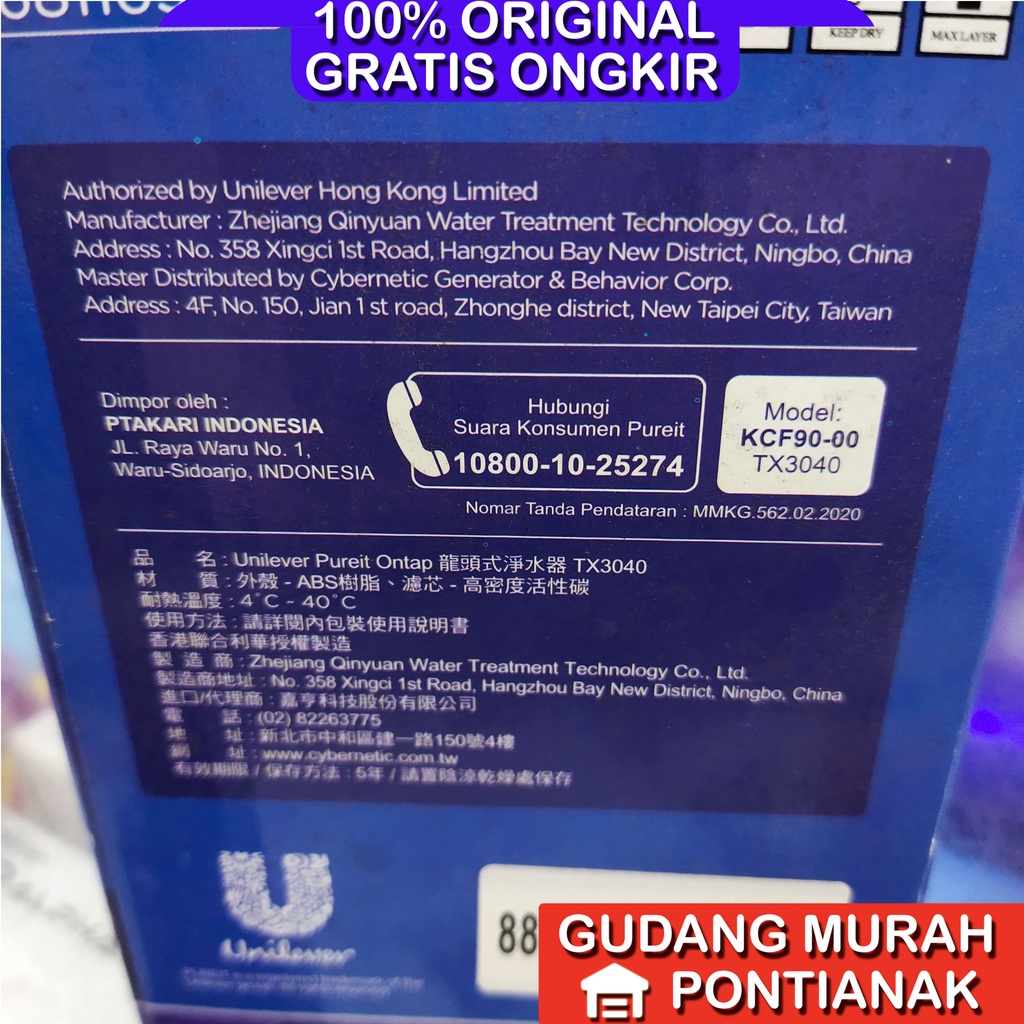 100% ORIGINAL
GRATIS ONGKIR
KEEP DRY
MAX LAYER
Authorized by Unilever Hong Kong Limited
Manufacturer : Zhejiang Qinyuan Water Treatment Technology Co., Ltd.
Address : No. 358 Xingci 1st Road, Hangzhou Bay New District, Ningbo, China
Master Distributed by Cybernetic Generator & Behavior Corp.
Address : 4F, No. 150, Jian 1 st road, Zhonghe district, New Taipei City, Taiwan
Dimpor oleh :
PTAKARI INDONESIA
JL. Raya Waru No. 1,
Waru-Sidoarjo, INDONESIA
Hubungi
Suara Konsumen Pureit
10800-10-25274
Model:
KCF90-00
TX3040
Nomar Tanda Pendataran : MMKG.562.02.2020
品 名 : Unilever Pureit Ontap 龍頭式淨水器 TX3040
材 質 : 外殼 - ABS樹脂、濾芯 - 高密度活性碳
耐熱溫度 : 4°C ~ 40°C
使用方法 : 請詳閱內包裝使用說明書
香港聯合利華授權製造
製 造 商 : Zhejiang Qinyuan Water Treatment Technology Co., Ltd.
製造商地址 : No. 358 Xingci 1st Road, Hangzhou Bay New District, Ningbo, China
進口/代理商 : 嘉亨科技股份有限公司
電 話 : (02) 82263775
地 址 : 新北市中和區建一路150號4樓
網 址 : www.cybernetic.com.tw
有效期限 / 保存方法 : 5年 / 請置陰涼乾燥處保存
Unilever
88
GUDANG MURAH
PONTIANAK